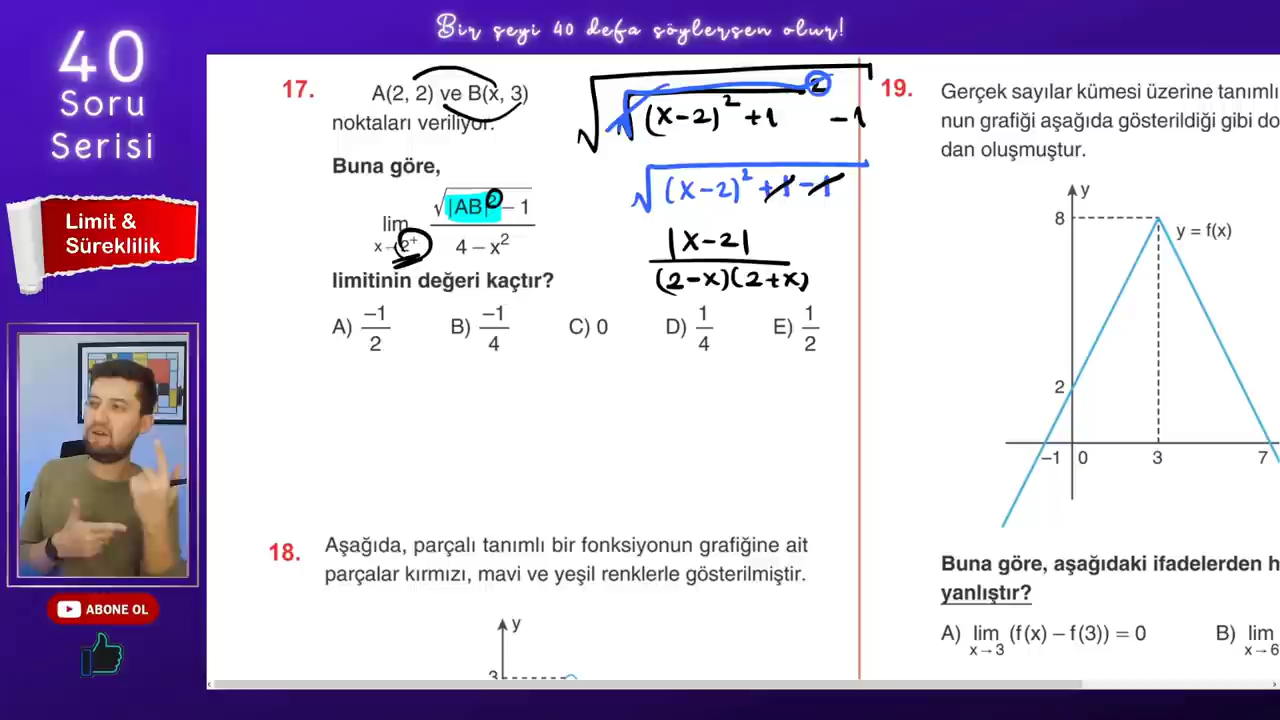 Bir şeyi 40 defa söylersen olur!
40
Soru
Serisi
Limit &
Süreklilik
ABONE OL
17.
A(2, 2) ve B(x, 3)
noktaları veriliyor.
Buna göre,
lim x→2⁺ √(|AB|² − 1) / (4 − x²)
limitinin değeri kaçtır?
A) −1/2 B) −1/4 C) 0 D) 1/4 E) 1/2
√(√((x−2)² + 1)² − 1)
√((x−2)² + 1 − 1)
|x−2|
(2−x)(2+x)
18.
Aşağıda, parçalı tanımlı bir fonksiyonun grafiğine ait
parçalar kırmızı, mavi ve yeşil renklerle gösterilmiştir.
y
3
19.
Gerçek sayılar kümesi üzerine tanımlı
nun grafiği aşağıda gösterildiği gibi do
dan oluşmuştur.
y
8
y = f(x)
2
−1 0 3 7
Buna göre, aşağıdaki ifadelerden h
yanlıştır?
A) lim x→3 (f(x) − f(3)) = 0 B) lim x→6